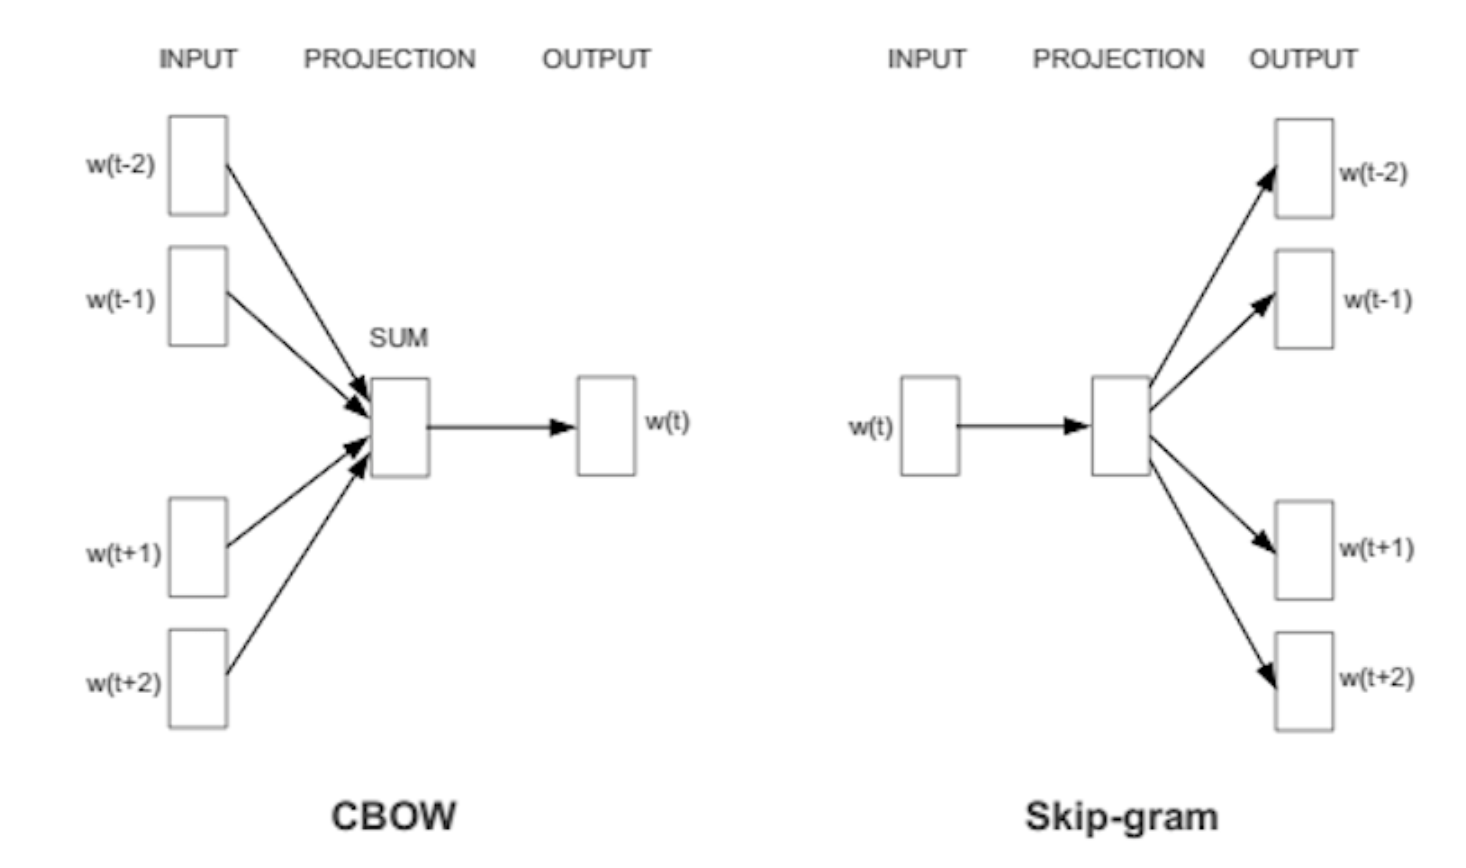 INPUT PROJECTION OUTPUT
w(t-2)
w(t-1)
SUM
w(t)
w(t+1)
w(t+2)
CBOW
INPUT PROJECTION OUTPUT
w(t-2)
w(t-1)
w(t)
w(t+1)
w(t+2)
Skip-gram